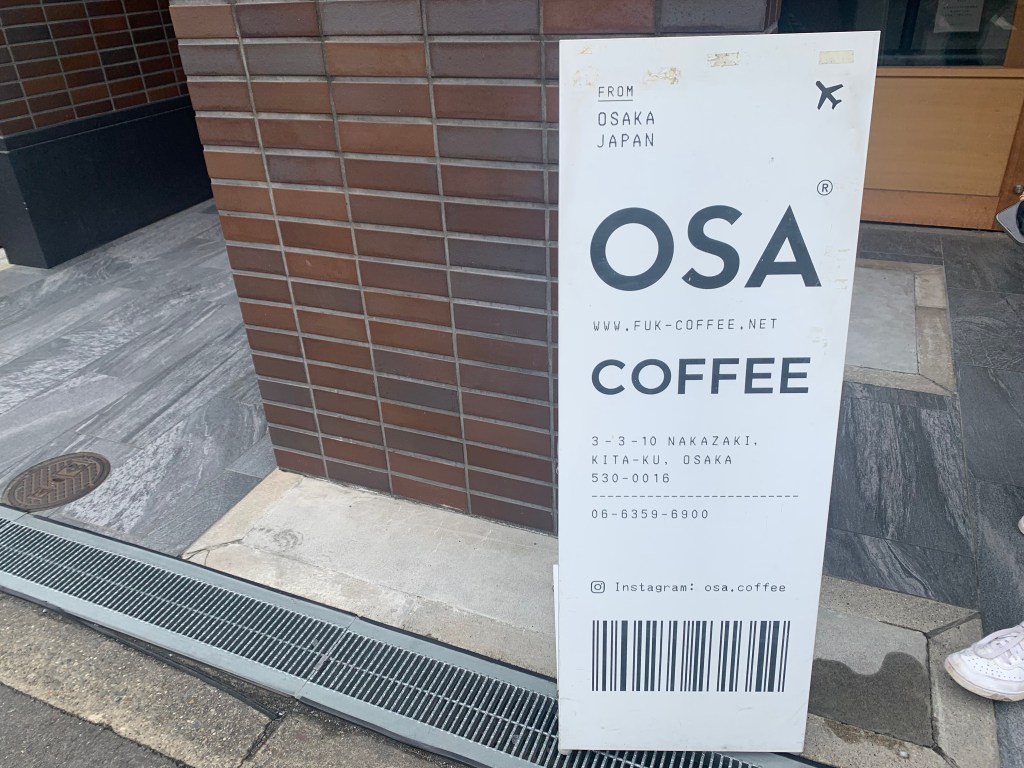 FROM
OSAKA
JAPAN
®
OSA
WWW.FUK-COFFEE.NET
COFFEE
3-3-10 NAKAZAKI,
KITA-KU, OSAKA
530-0016
06-6359-6900
Instagram: osa.coffee